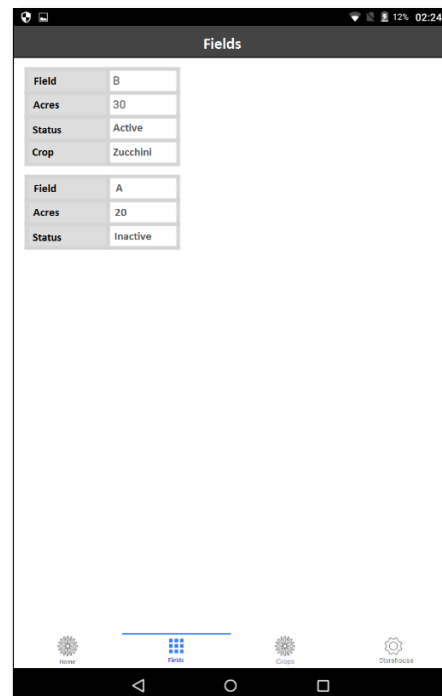 12% 02:24
Fields
Field B
Acres 30
Status Active
Crop Zucchini
Field A
Acres 20
Status Inactive
Home Fields Crops Storehouse